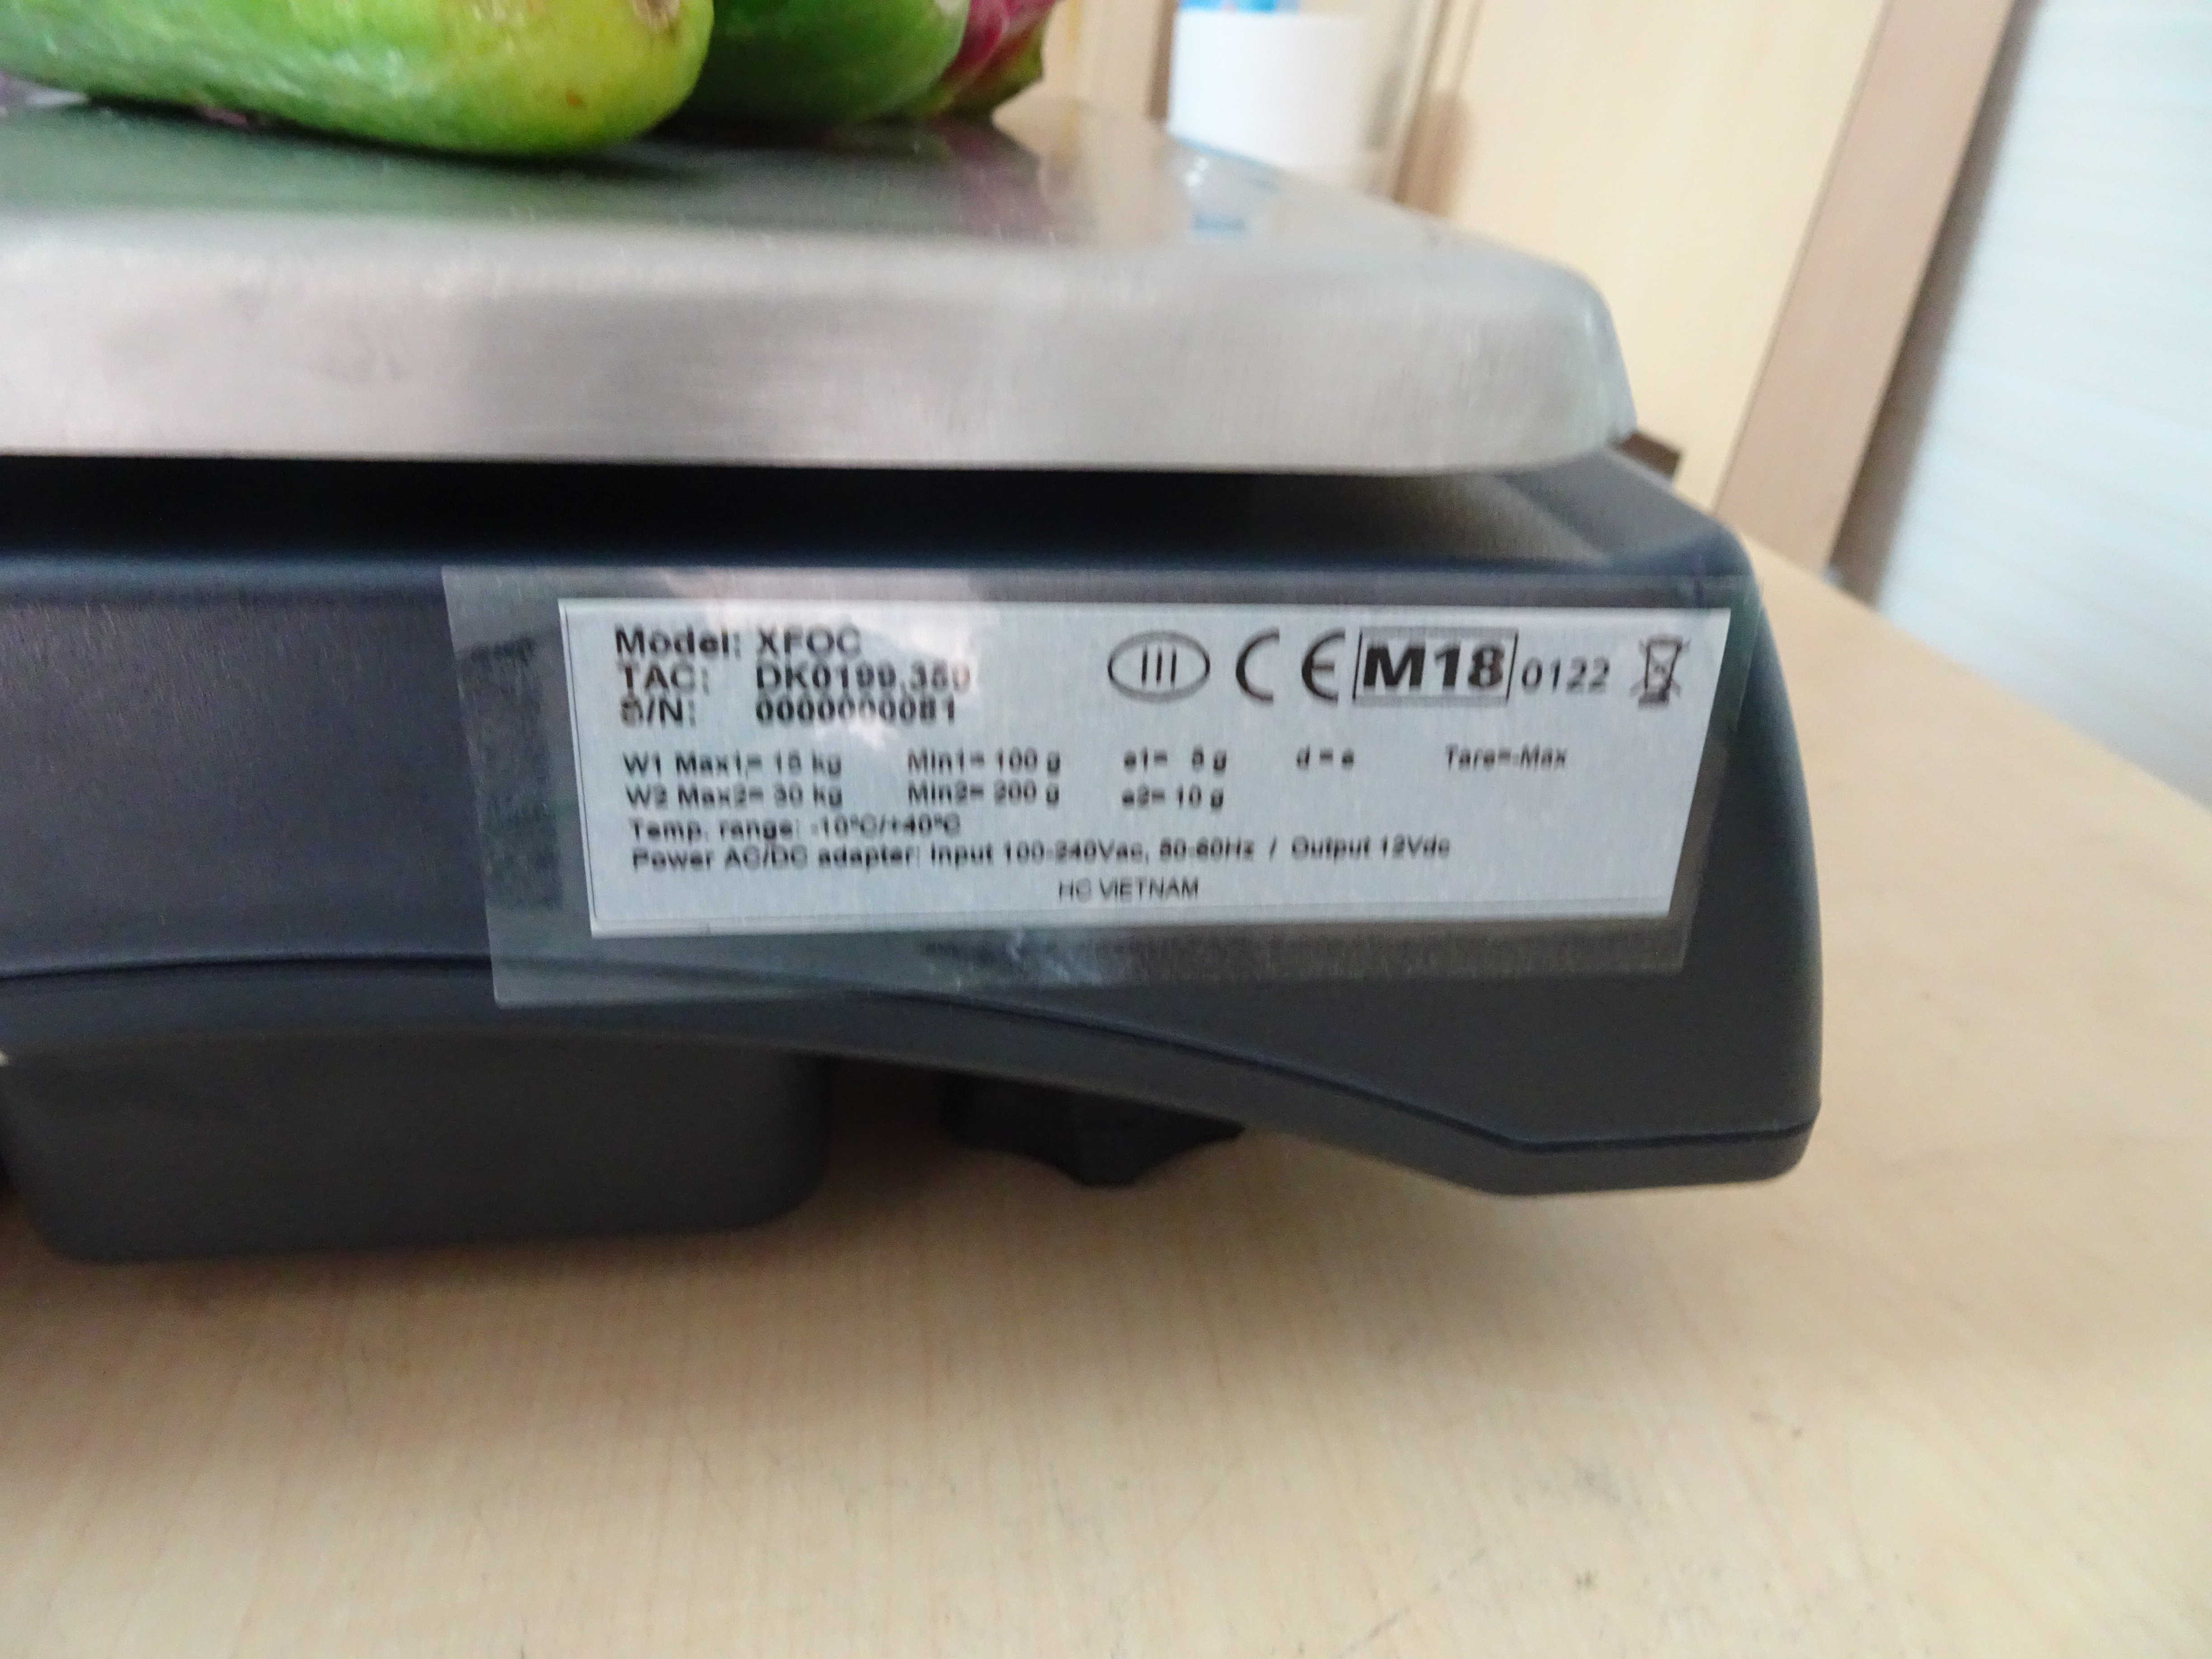 Model: XFOC
TAC: DK0199.350
S/N: 0000000081
III CE M18 0122
W1 Max1= 15 kg Min1= 100 g e1= 5 g d = e Tare=-Max
W2 Max2= 30 kg Min2= 200 g e2= 10 g
Temp. range: -10°C/+40°C
Power AC/DC adapter: Input 100-240Vac, 50-60Hz / Output 12Vdc
HC VIETNAM